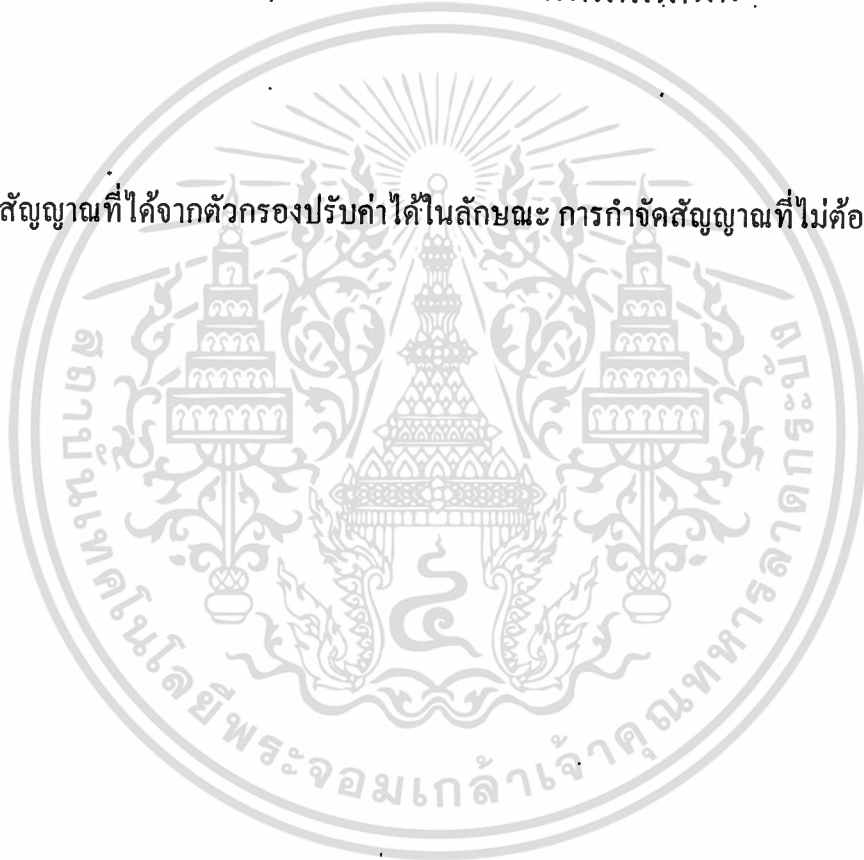 สัญญาณที่ได้จากตัวกรองปรับค่าได้ในลักษณะ การกำจัดสัญญาณที่ไม่ต้อ
สถาบันเทคโนโลยีพระจอมเกล้าเจ้าคุณทหารลาดกระบัง
๔